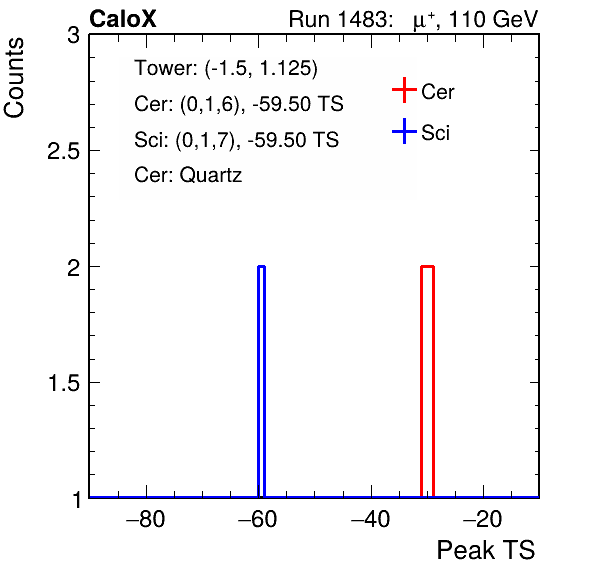 CaloX Run 1483: μ⁺, 110 GeV
Counts
3
2.5
2
1.5
1
Tower: (-1.5, 1.125)
Cer: (0,1,6), -59.50 TS
Sci: (0,1,7), -59.50 TS
Cer: Quartz
Cer
Sci
−80 −60 −40 −20
Peak TS